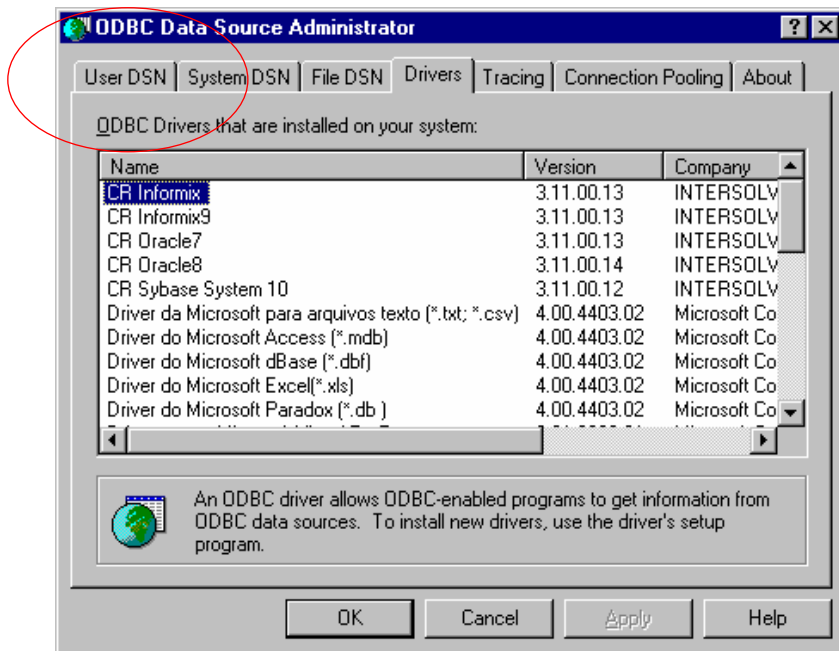 ODBC Data Source Administrator
User DSN System DSN File DSN Drivers Tracing Connection Pooling About
ODBC Drivers that are installed on your system:
Name Version Company
CR Informix 3.11.00.13 INTERSOLV
CR Informix9 3.11.00.13 INTERSOLV
CR Oracle7 3.11.00.13 INTERSOLV
CR Oracle8 3.11.00.14 INTERSOLV
CR Sybase System 10 3.11.00.12 INTERSOLV
Driver da Microsoft para arquivos texto (*.txt; *.csv) 4.00.4403.02 Microsoft Co
Driver do Microsoft Access (*.mdb) 4.00.4403.02 Microsoft Co
Driver do Microsoft dBase (*.dbf) 4.00.4403.02 Microsoft Co
Driver do Microsoft Excel(*.xls) 4.00.4403.02 Microsoft Co
Driver do Microsoft Paradox (*.db ) 4.00.4403.02 Microsoft Co
An ODBC driver allows ODBC-enabled programs to get information from
ODBC data sources. To install new drivers, use the driver's setup
program.
OK Cancel Apply Help